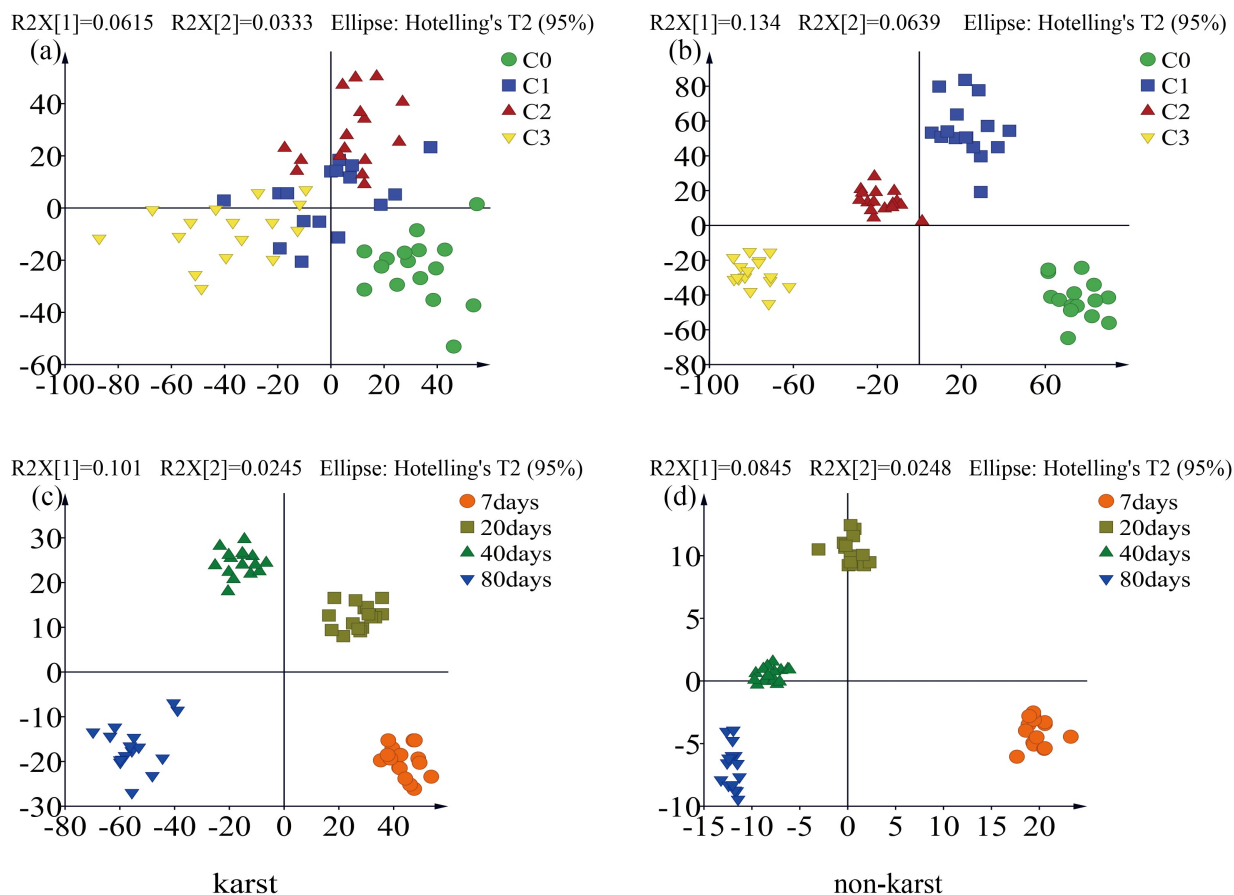 R2X[1]=0.0615 R2X[2]=0.0333 Ellipse: Hotelling's T2 (95%)
(a)
C0
C1
C2
C3
40
20
0
-20
-40
-60
-100 -80 -60 -40 -20 0 20 40
R2X[1]=0.134 R2X[2]=0.0639 Ellipse: Hotelling's T2 (95%)
(b)
C0
C1
C2
C3
80
60
40
20
0
-20
-40
-60
-80
-100 -60 -20 20 60
R2X[1]=0.101 R2X[2]=0.0245 Ellipse: Hotelling's T2 (95%)
(c)
7days
20days
40days
80days
30
20
10
0
-10
-20
-30
-80 -60 -40 -20 0 20 40
karst
R2X[1]=0.0845 R2X[2]=0.0248 Ellipse: Hotelling's T2 (95%)
(d)
7days
20days
40days
80days
10
5
0
-5
-10
-15 -10 -5 0 5 10 15 20
non-karst